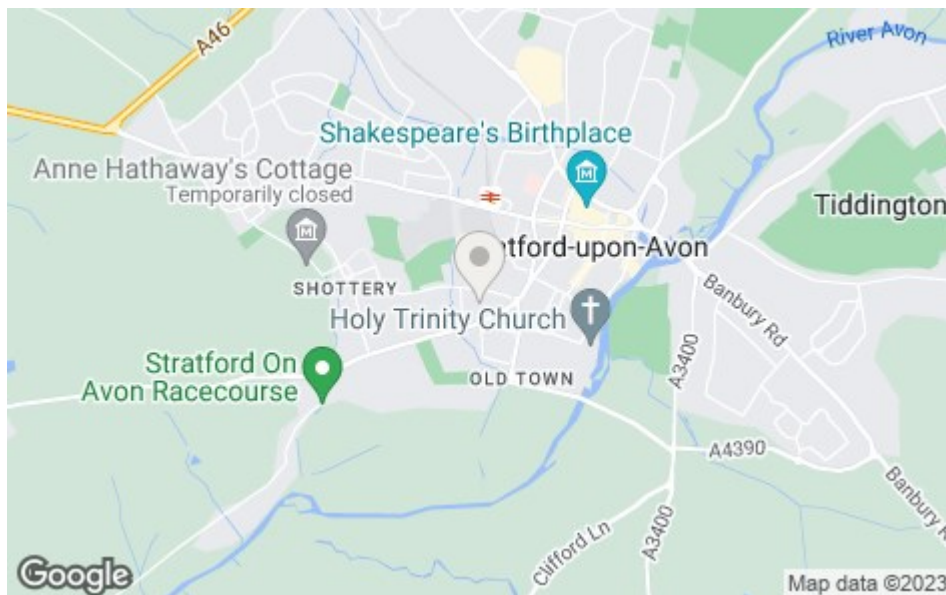 A46
River Avon
Shakespeare's Birthplace
Anne Hathaway's Cottage
Temporarily closed
Tiddington
tford-upon-Avon
SHOTTERY
Banbury Rd
Holy Trinity Church
A3400
Stratford On
Avon Racecourse
OLD TOWN
A4390
Banbury R
Clifford Ln
A3400
Google
Map data ©2023